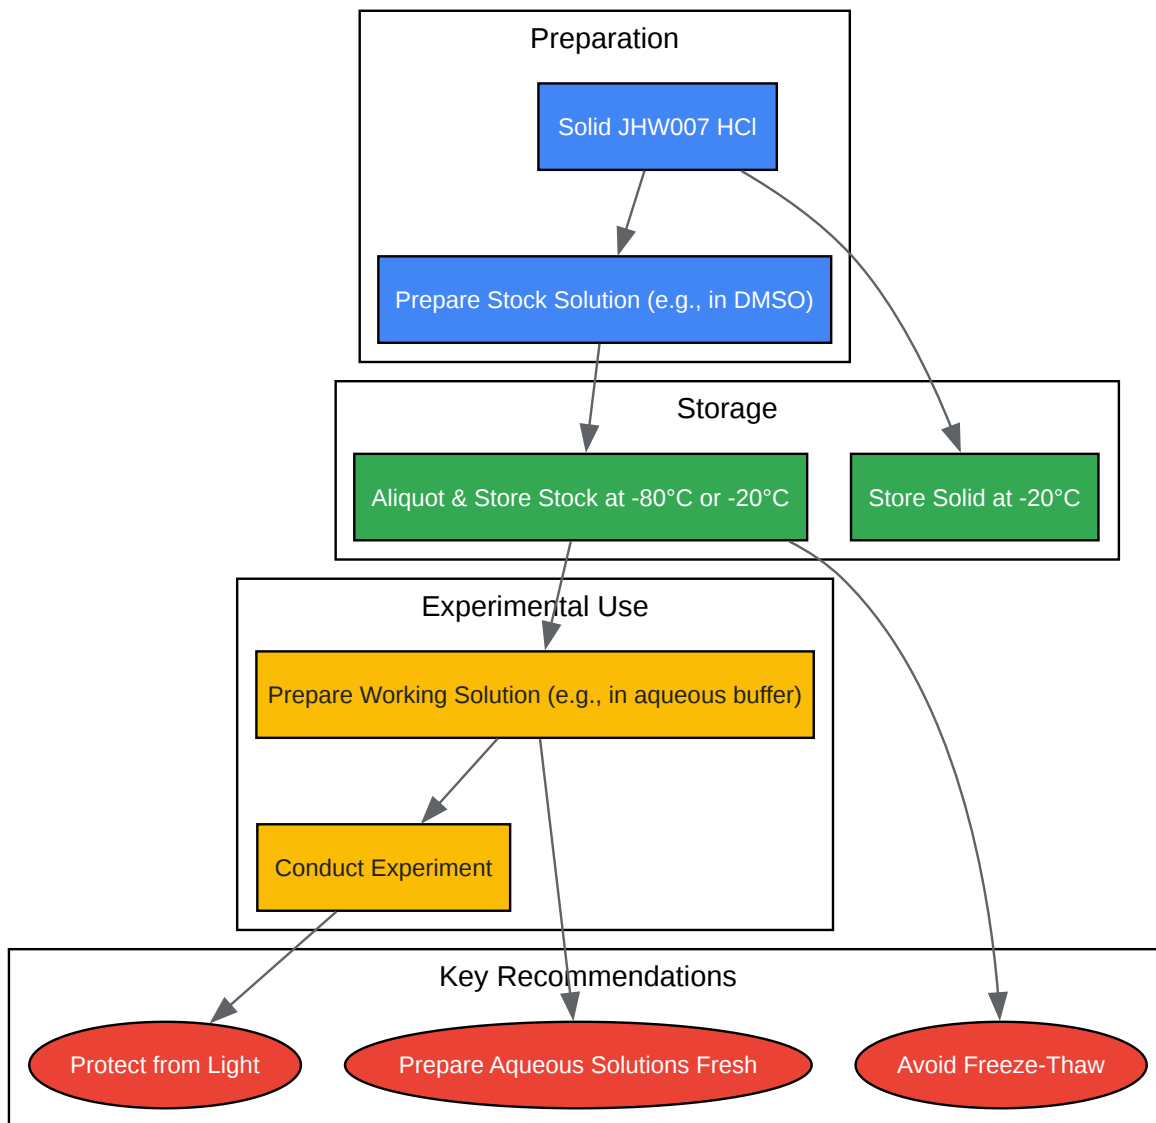 Preparation
Solid JHW007 HCl
Prepare Stock Solution (e.g., in DMSO)
Storage
Aliquot & Store Stock at -80°C or -20°C
Store Solid at -20°C
Experimental Use
Prepare Working Solution (e.g., in aqueous buffer)
Conduct Experiment
Key Recommendations
Protect from Light
Prepare Aqueous Solutions Fresh
Avoid Freeze-Thaw